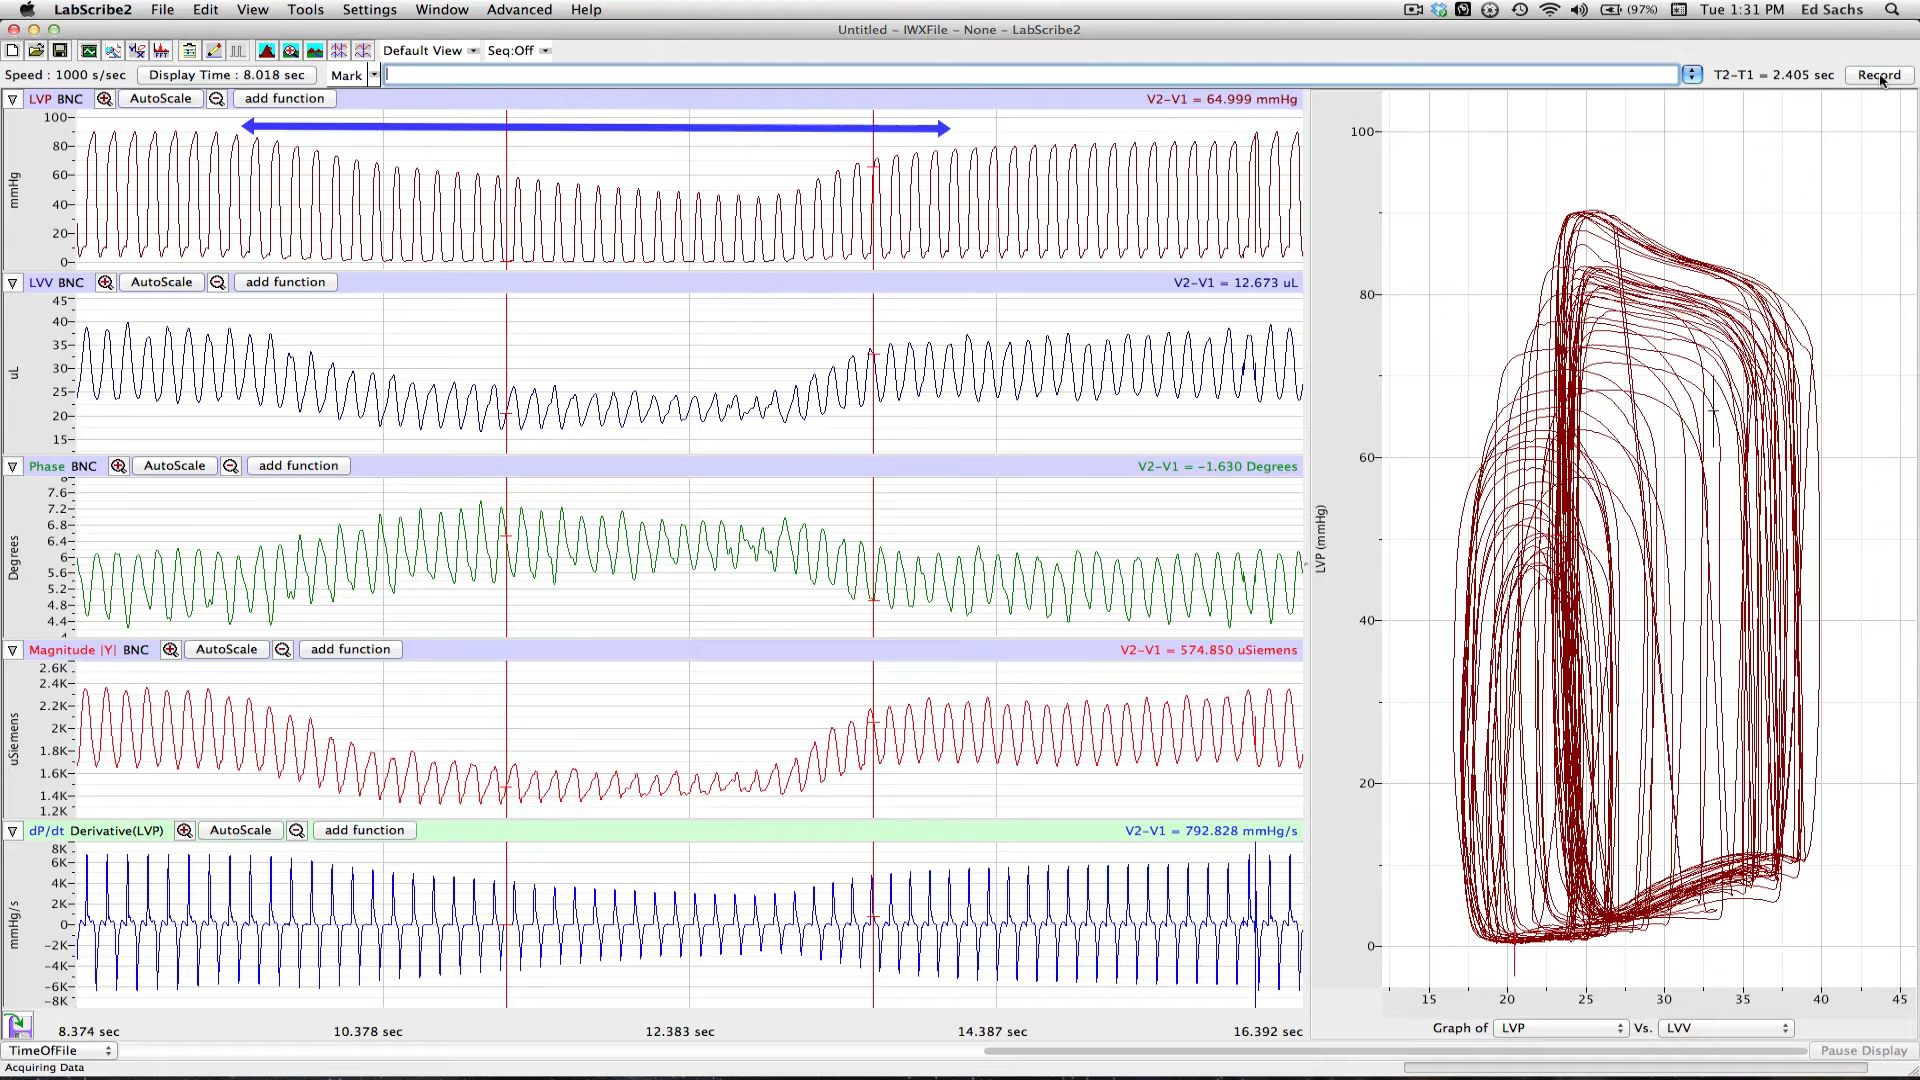 LabScribe2 File Edit View Tools Settings Window Advanced Help (97%) Tue 1:31 PM Ed Sachs
Untitled - IWXFile - None - LabScribe2
Default View Seq:Off
Speed : 1000 s/sec Display Time : 8.018 sec Mark T2-T1 = 2.405 sec Record
LVP BNC AutoScale add function V2-V1 = 64.999 mmHg
100
80
60
40
20
0
mmHg
LVV BNC AutoScale add function V2-V1 = 12.673 uL
45
40
35
30
25
20
15
uL
Phase BNC AutoScale add function V2-V1 = -1.630 Degrees
8
7.6
7.2
6.8
6.4
6
5.6
5.2
4.8
4.4
4
Degrees
Magnitude |Y| BNC AutoScale add function V2-V1 = 574.850 uSiemens
2.6K
2.4K
2.2K
2K
1.8K
1.6K
1.4K
1.2K
uSiemens
dP/dt Derivative(LVP) AutoScale add function V2-V1 = 792.828 mmHg/s
8K
6K
4K
2K
0
-2K
-4K
-6K
-8K
mmHg/s
8.374 sec 10.378 sec 12.383 sec 14.387 sec 16.392 sec
100
80
60
40
20
0
LVP (mmHg)
15 20 25 30 35 40 45
Graph of LVP Vs. LVV
TimeOfFile Pause Display
Acquiring Data